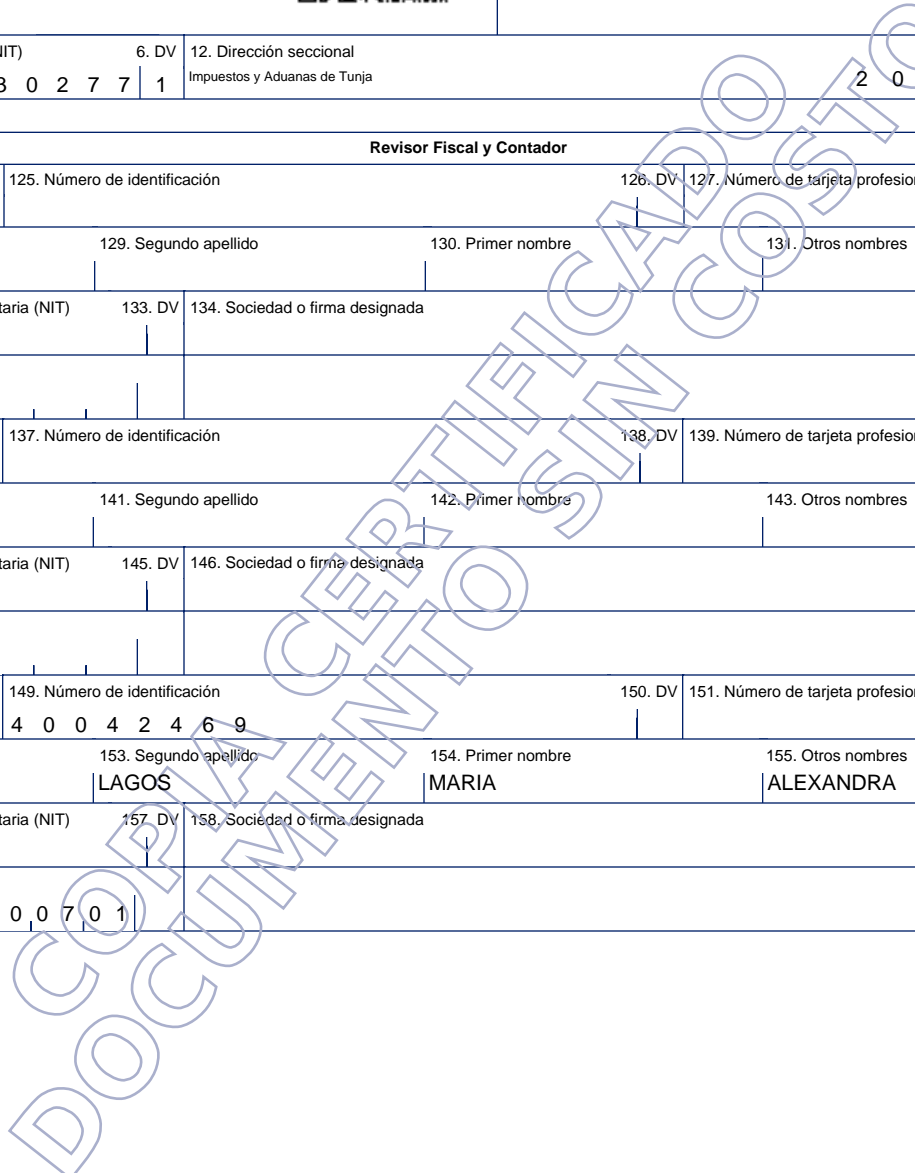 IIT) 6. DV 12. Dirección seccional
3 0 2 7 7 1 Impuestos y Aduanas de Tunja 2 0
Revisor Fiscal y Contador
125. Número de identificación 126. DV 127. Número de tarjeta profesion
129. Segundo apellido 130. Primer nombre 131. Otros nombres
taria (NIT) 133. DV 134. Sociedad o firma designada
137. Número de identificación 138. DV 139. Número de tarjeta profesion
141. Segundo apellido 142. Primer nombre 143. Otros nombres
taria (NIT) 145. DV 146. Sociedad o firma designada
149. Número de identificación 150. DV 151. Número de tarjeta profesion
4 0 0 4 2 4 6 9
153. Segundo apellido 154. Primer nombre 155. Otros nombres
LAGOS MARIA ALEXANDRA
taria (NIT) 157. DV 158. Sociedad o firma designada
0 0 7 0 1
COPIA CERTIFICADO
DOCUMENTO SIN COSTO